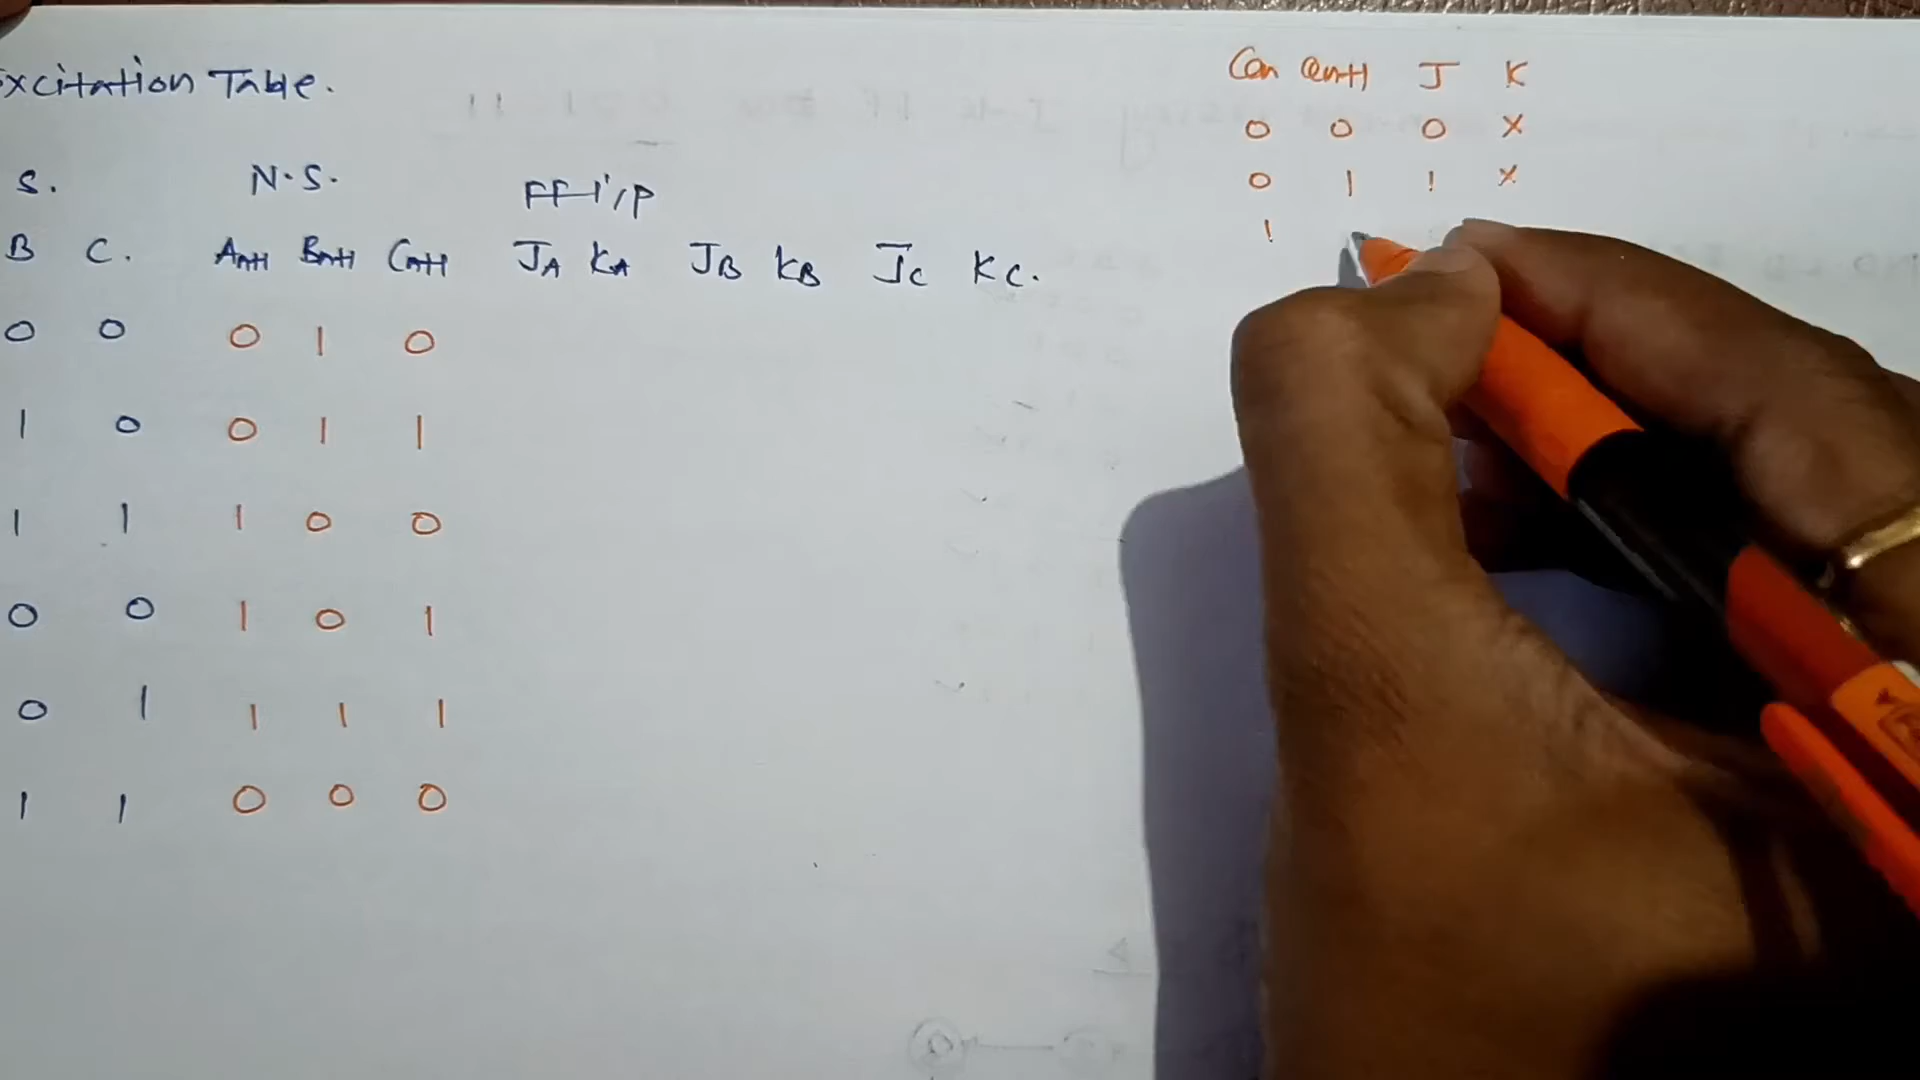 xcitation Table.
Qn Qn+1 J K
0 0 0 X
0 1 1 X
1
S. N.S. FF i/p
B C. An+1 Bn+1 Cn+1 JA KA JB KB JC KC.
0 0 0 1 0
1 0 0 1 1
1 1 1 0 0
0 0 1 0 1
0 1 1 1 1
1 1 0 0 0